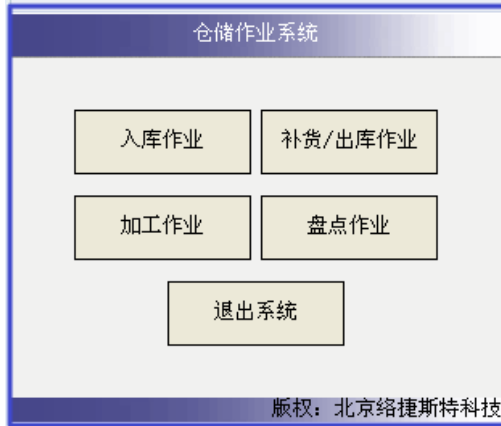 仓储作业系统
入库作业 补货/出库作业
加工作业 盘点作业
退出系统
版权：北京络捷斯特科技